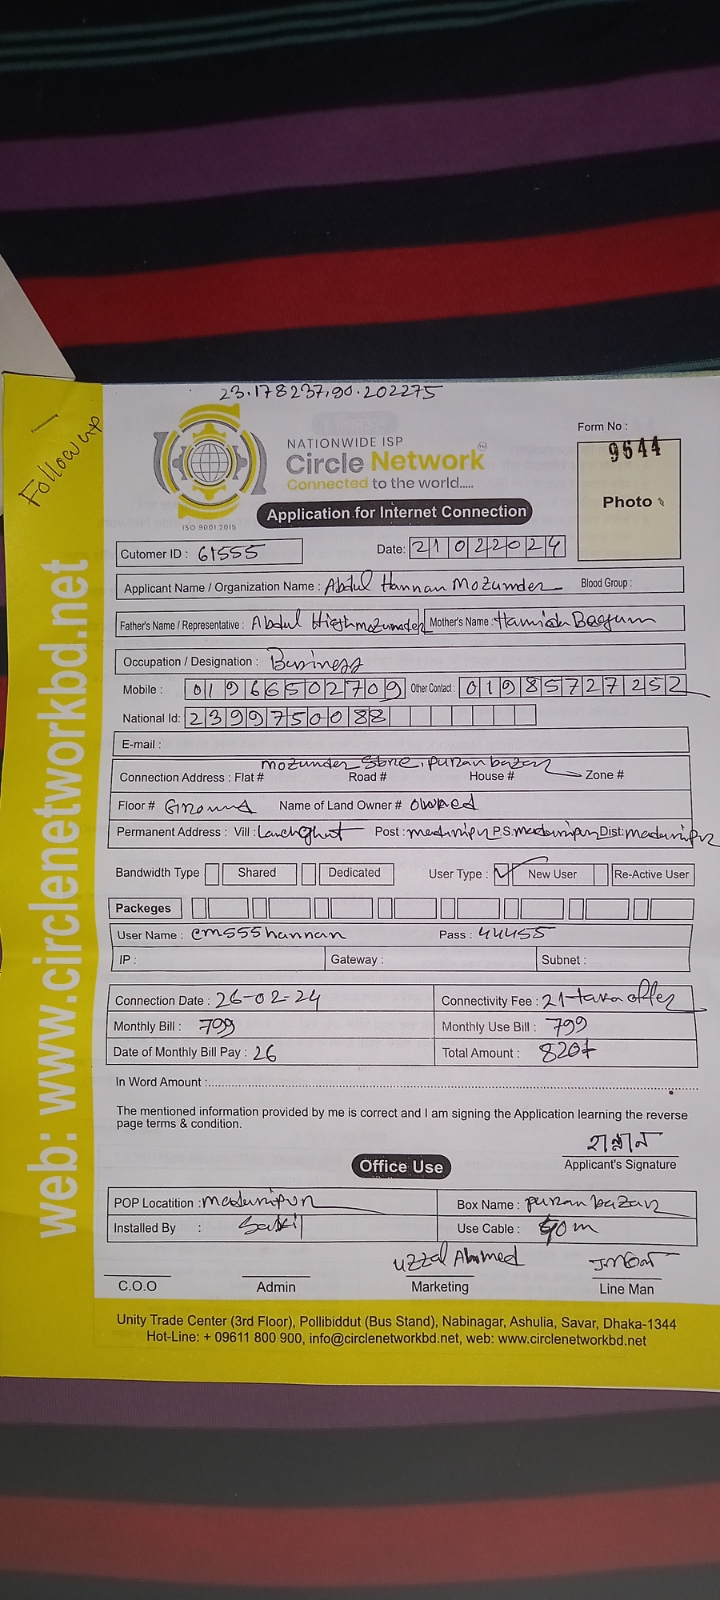 23.178237,90.202275
Follow up
NATIONWIDE ISP
Circle Network
Connected to the world.....
ISO 9001:2015
Form No :
9644
Photo
Application for Internet Connection
Cutomer ID : 61555
Date: 21022024
Applicant Name / Organization Name : Abdul Hannan Mozumder Blood Group :
Father's Name / Representative : Abdul mozumder Mother's Name : Begum
Occupation / Designation : Business
Mobile : 01966502709 Other Contact : 01985727252
National Id: 2399750088
E-mail :
mozumder Store, puran bazar
Connection Address : Flat # Road # House # Zone #
Floor # Ground Name of Land Owner # owned
Permanent Address : Vill : Lanchghat Post : madaripur P.S. madaripur Dist: madaripur
Bandwidth Type Shared Dedicated User Type : ✓ New User Re-Active User
Packeges
User Name : cm555hannan Pass : 44455
IP : Gateway : Subnet :
Connection Date : 26-02-24 Connectivity Fee : 21 taka offer
Monthly Bill : 799 Monthly Use Bill : 799
Date of Monthly Bill Pay : 26 Total Amount : 820
In Word Amount :
The mentioned information provided by me is correct and I am signing the Application learning the reverse
page terms & condition.
হান্নান
Applicant's Signature
Office Use
POP Locatition : madaripur Box Name : puran bazar
Installed By : Sakil Use Cable : m
Uzzal Ahmed
C.O.O Admin Marketing Line Man
Unity Trade Center (3rd Floor), Pollibiddut (Bus Stand), Nabinagar, Ashulia, Savar, Dhaka-1344
Hot-Line: + 09611 800 900, info@circlenetworkbd.net, web: www.circlenetworkbd.net
web: www.circlenetworkbd.net